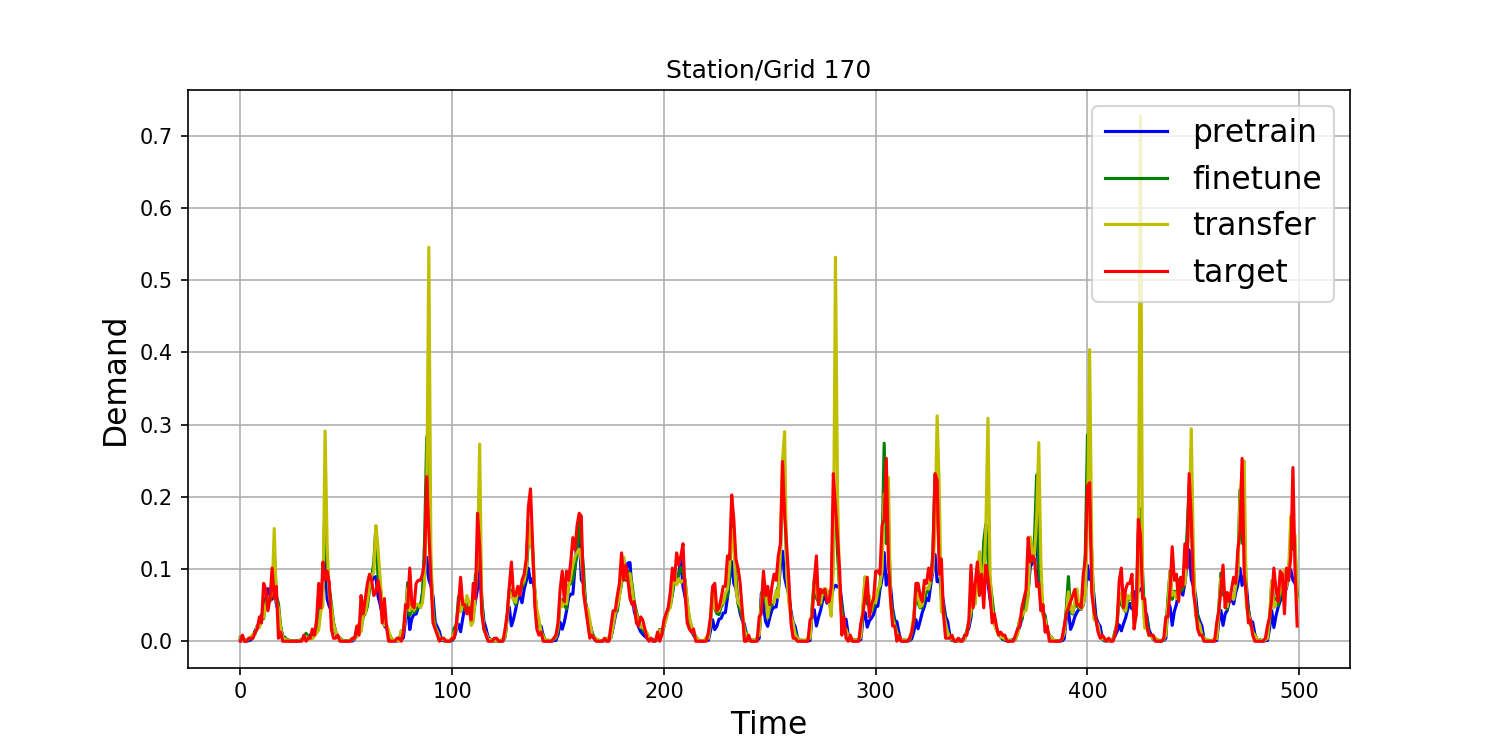 Station/Grid 170
Demand
0.7
0.6
0.5
0.4
0.3
0.2
0.1
0.0
pretrain
finetune
transfer
target
0 100 200 300 400 500
Time